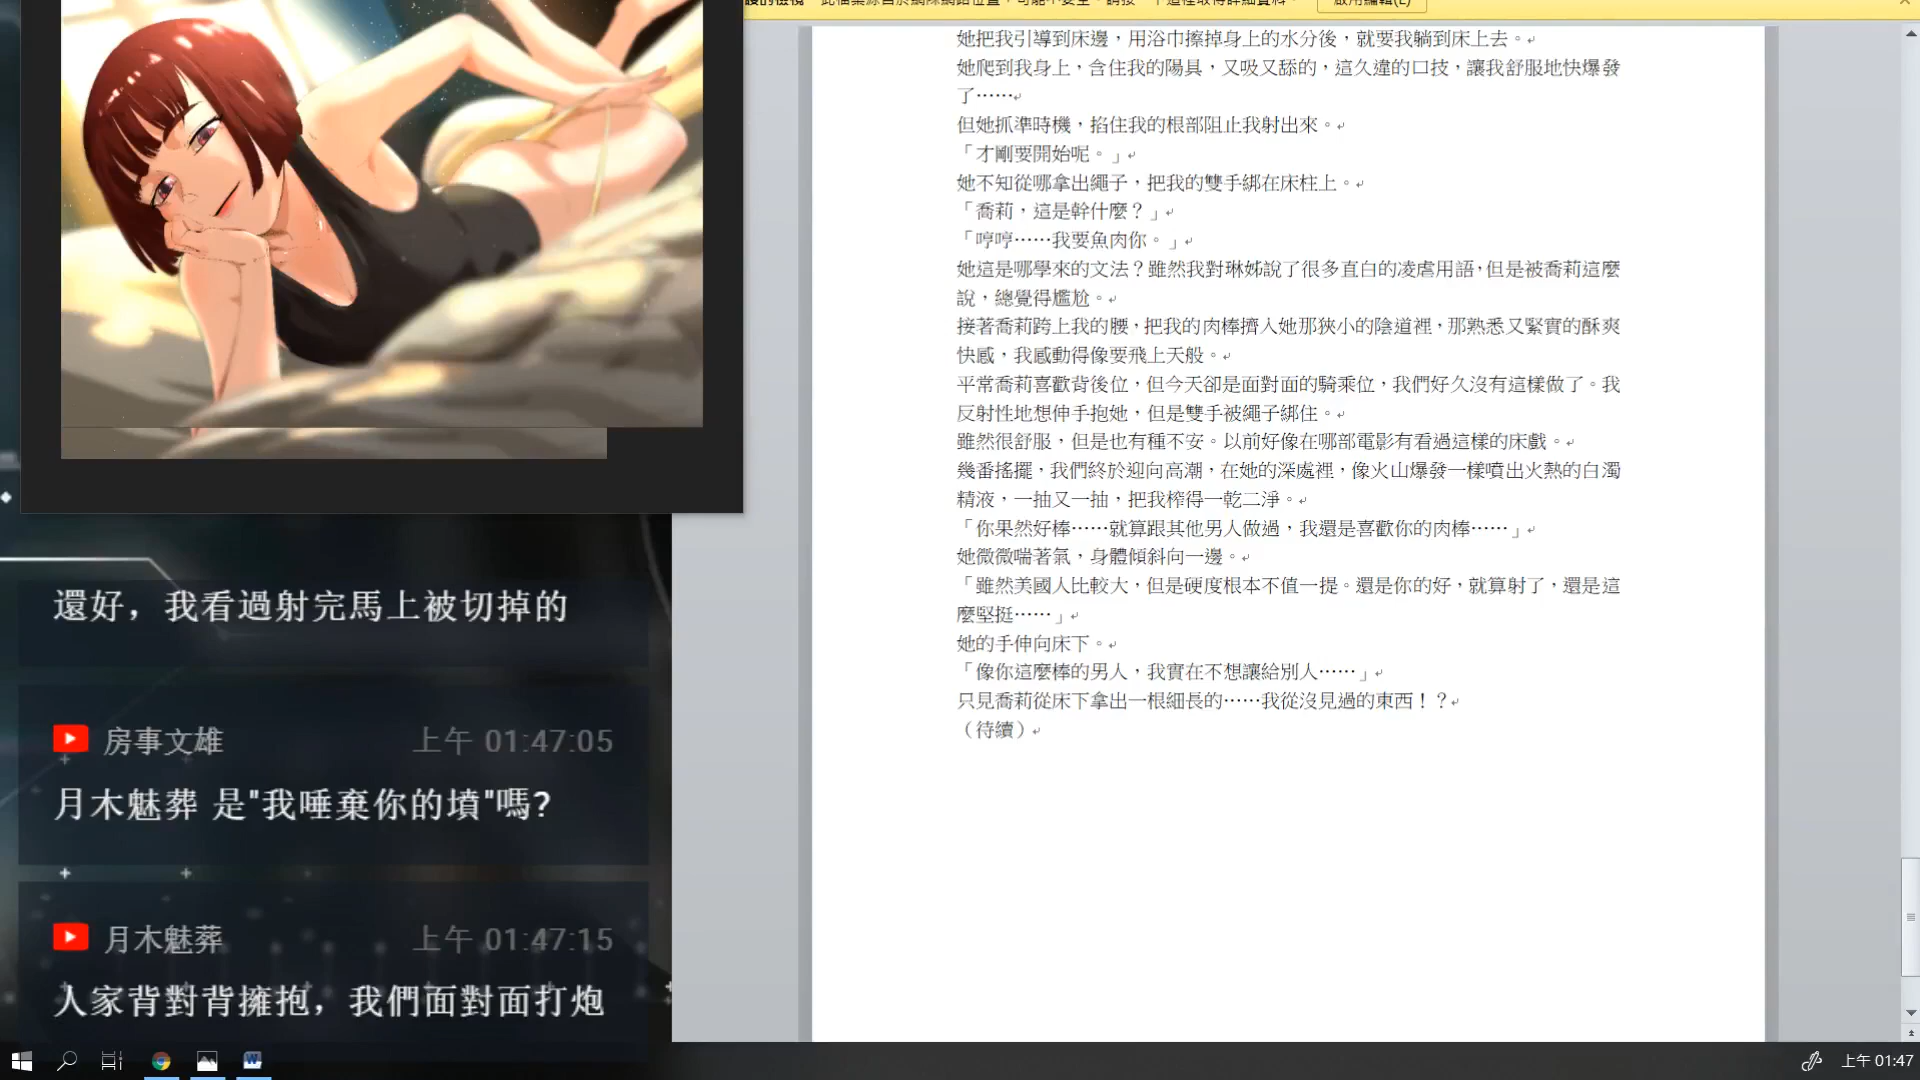 她把我引導到床邊，用浴巾擦掉身上的水分後，就要我躺到床上去。
她爬到我身上，含住我的陽具，又吸又舔的，這久違的口技，讓我舒服地快爆發
了……
但她抓準時機，掐住我的根部阻止我射出來。
「才剛要開始呢。」
她不知從哪拿出繩子，把我的雙手綁在床柱上。
「喬莉，這是幹什麼？」
「哼哼……我要魚肉你。」
她這是哪學來的文法？雖然我對琳姊說了很多直白的凌虐用語，但是被喬莉這麼
說，總覺得尷尬。
接著喬莉跨上我的腰，把我的肉棒擠入她那狹小的陰道裡，那熟悉又緊實的酥爽
快感，我感動得像要飛上天般。
平常喬莉喜歡背後位，但今天卻是面對面的騎乘位，我們好久沒有這樣做了。我
反射性地想伸手抱她，但是雙手被繩子綁住。
雖然很舒服，但是也有種不安。以前好像在哪部電影有看過這樣的床戲。
幾番搖擺，我們終於迎向高潮，在她的深處裡，像火山爆發一樣噴出火熱的白濁
精液，一抽又一抽，把我榨得一乾二淨。
「你果然好棒……就算跟其他男人做過，我還是喜歡你的肉棒……」
她微微喘著氣，身體傾斜向一邊。
「雖然美國人比較大，但是硬度根本不值一提。還是你的好，就算射了，還是這
麼堅挺……」
她的手伸向床下。
「像你這麼棒的男人，我實在不想讓給別人……」
只見喬莉從床下拿出一根細長的……我從沒見過的東西！？
（待續）
還好，我看過射完馬上被切掉的
房事文雄 上午 01:47:05
月木魅葬 是"我唾棄你的墳"嗎?
月木魅葬 上午 01:47:15
人家背對背擁抱，我們面對面打炮
上午 01:47